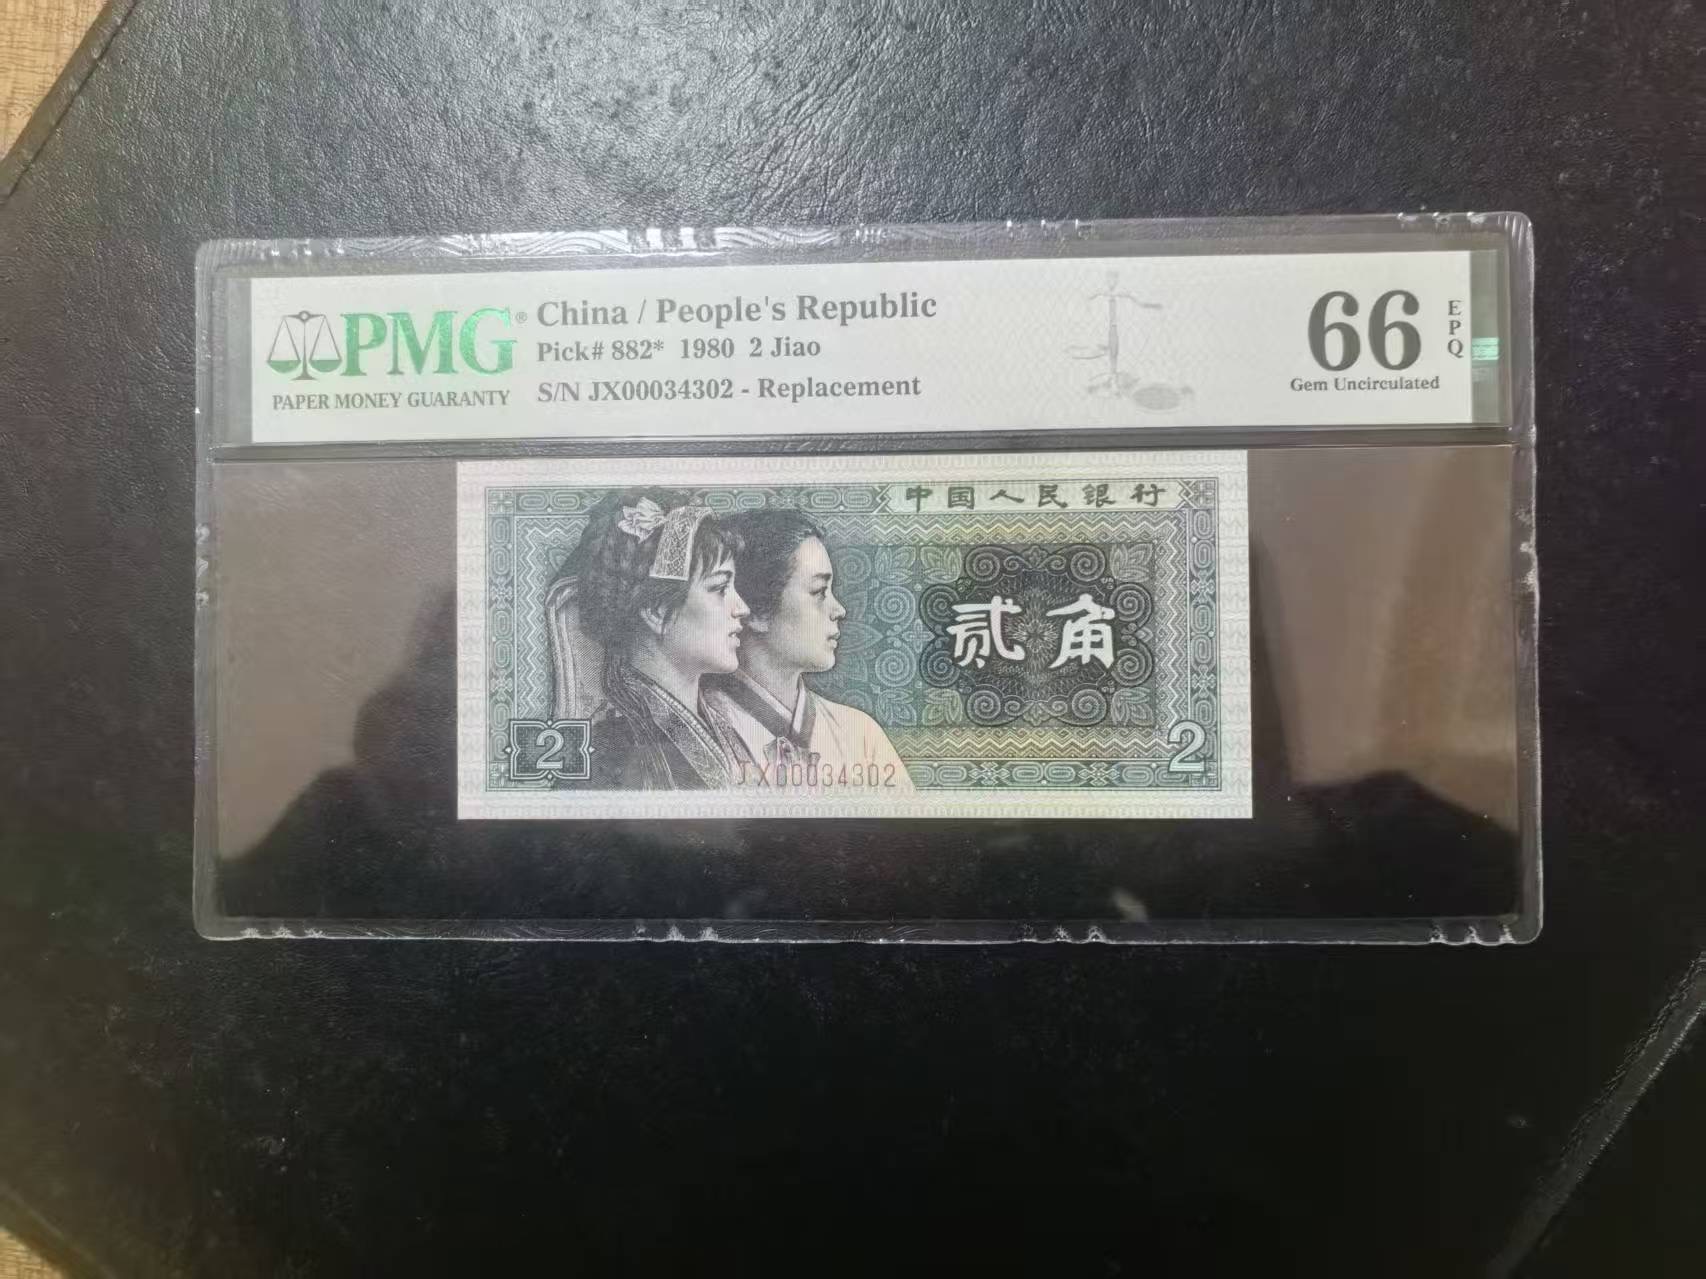 PMG®
PAPER MONEY GUARANTY
China / People's Republic
Pick# 882* 1980 2 Jiao
S/N JX00034302 - Replacement
66
EPQ
Gem Uncirculated
中国人民银行
贰角
2
2
JX00034302